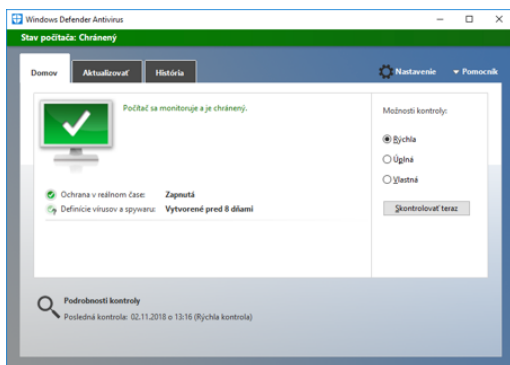 Windows Defender Antivirus
Stav počítača: Chránený
Domov
Aktualizovať
História
Nastavenie
Pomocník
Počítač sa monitoruje a je chránený.
Ochrana v reálnom čase: Zapnutá
Definície vírusov a spywaru: Vytvorené pred 8 dňami
Možnosti kontroly:
Rýchla
Úplná
Vlastná
Skontrolovať teraz
Podrobnosti kontroly
Posledná kontrola: 02.11.2018 o 13:16 (Rýchla kontrola)